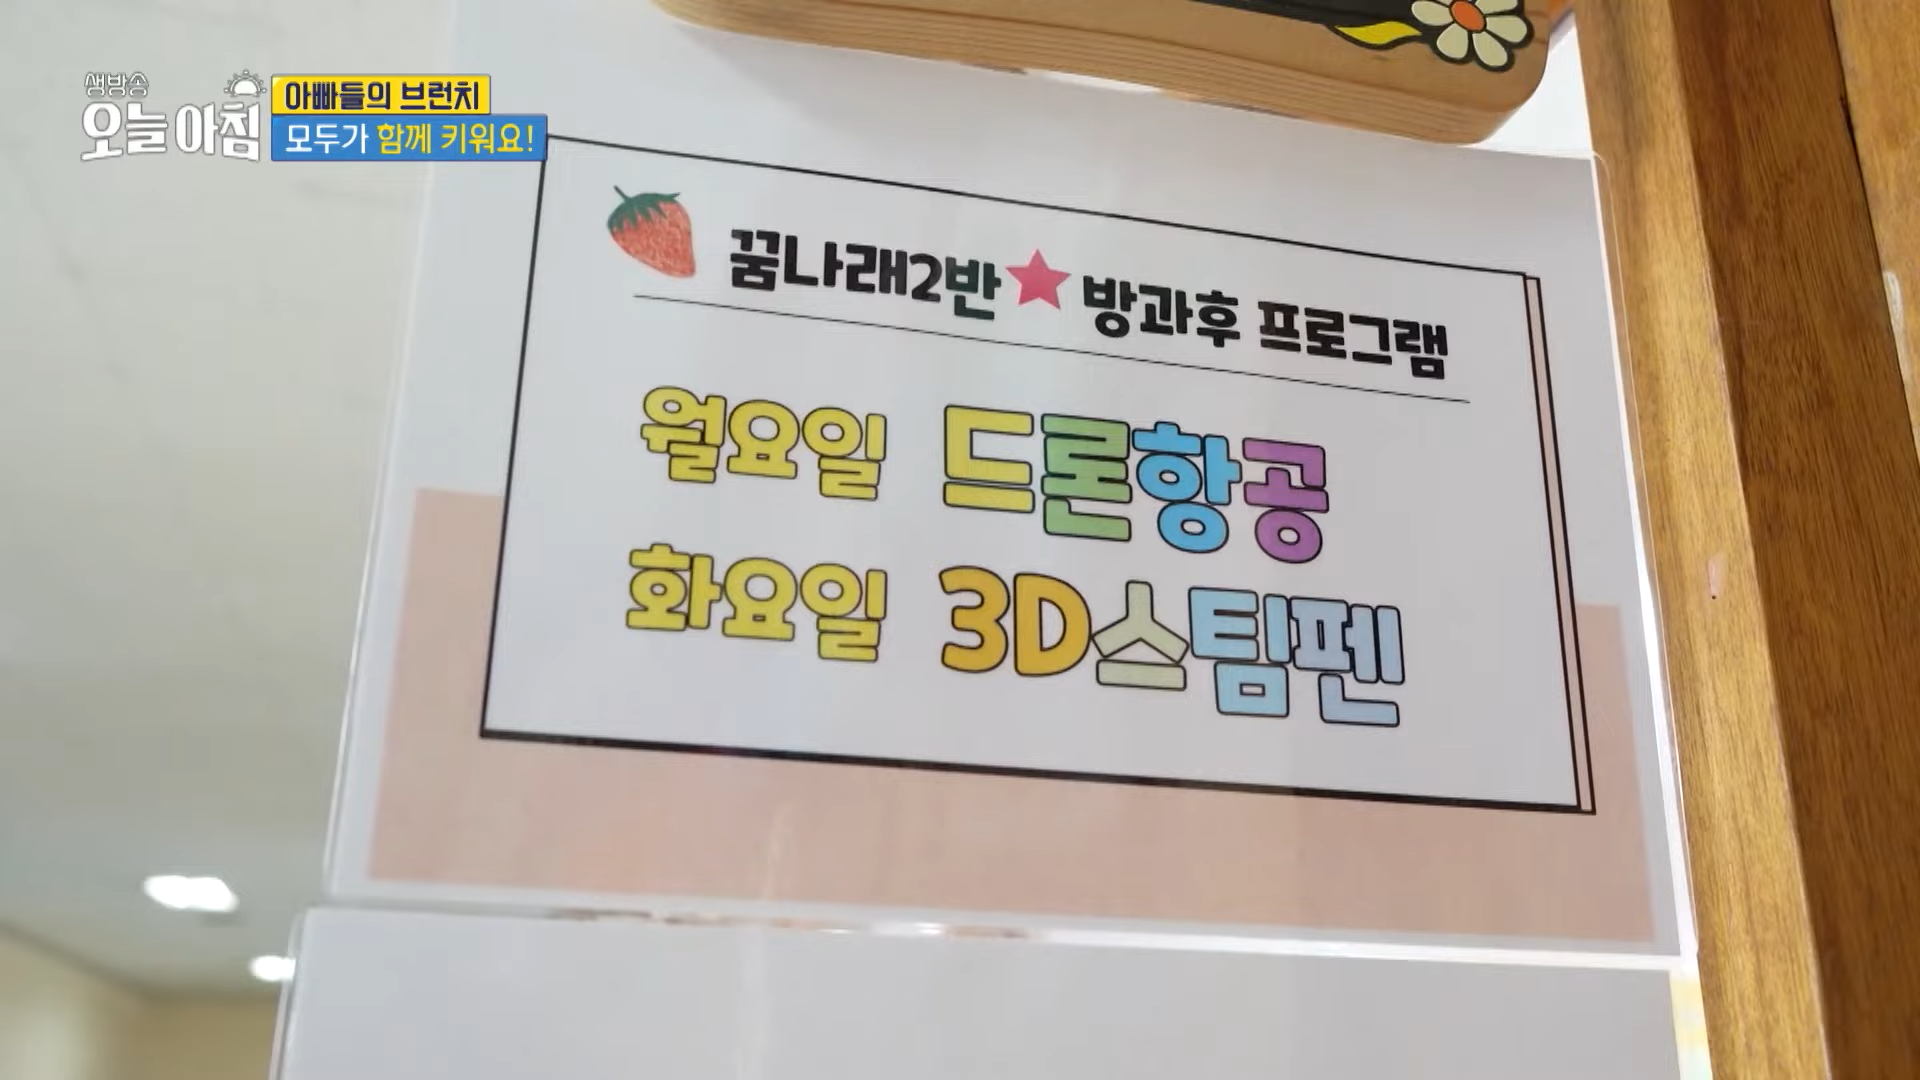 생방송
오늘 아침
아빠들의 브런치
모두가 함께 키워요!
꿈나래2반★방과후 프로그램
월요일 드론항공
화요일 3D스팀펜